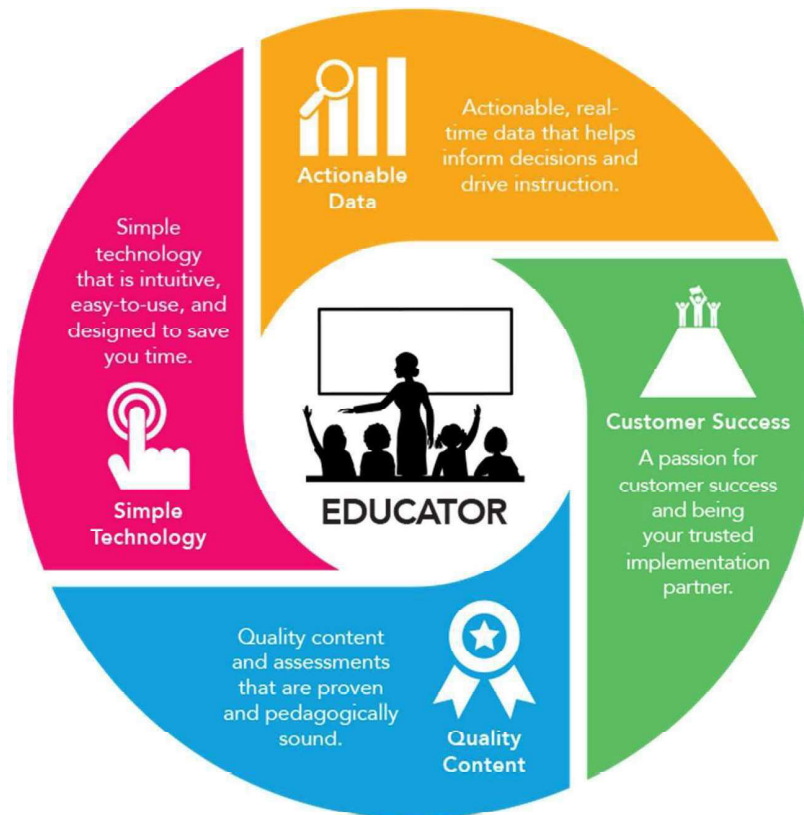 Actionable
Data
Actionable, real-
time data that helps
inform decisions and
drive instruction.
Customer Success
A passion for
customer success
and being
your trusted
implementation
partner.
Quality content
and assessments
that are proven
and pedagogically
sound.
Quality
Content
Simple
technology
that is intuitive,
easy-to-use, and
designed to save
you time.
Simple
Technology
EDUCATOR